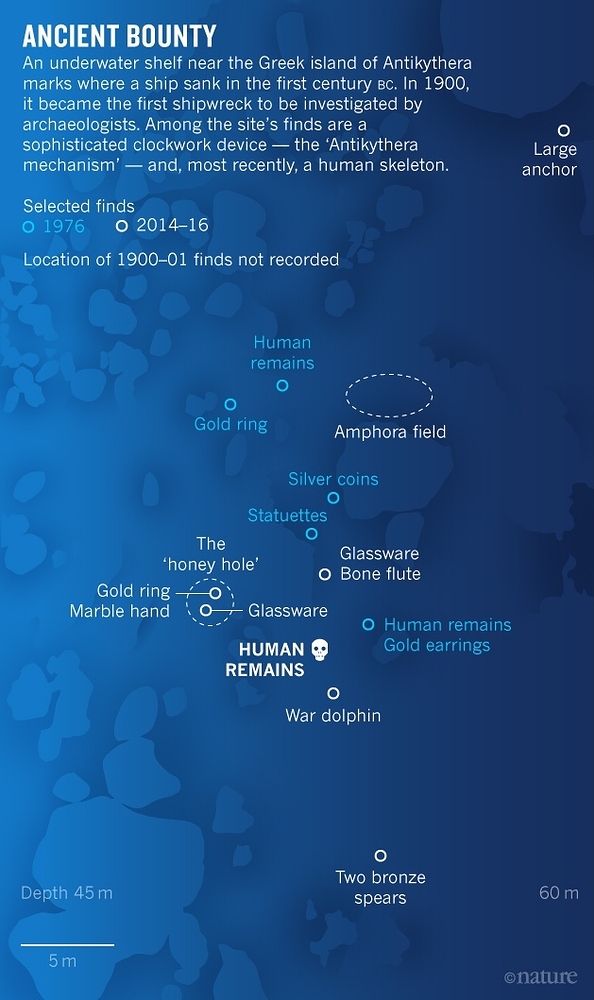 ANCIENT BOUNTY
An underwater shelf near the Greek island of Antikythera
marks where a ship sank in the first century BC. In 1900,
it became the first shipwreck to be investigated by
archaeologists. Among the site's finds are a
sophisticated clockwork device — the ‘Antikythera
mechanism’ — and, most recently, a human skeleton.
Large
anchor
Selected finds
1976 2014–16
Location of 1900–01 finds not recorded
Human
remains
Gold ring
Amphora field
Silver coins
Statuettes
The
‘honey hole’
Glassware
Bone flute
Gold ring
Marble hand
Glassware
Human remains
Gold earrings
HUMAN
REMAINS
War dolphin
Two bronze
spears
Depth 45 m
60 m
5 m
©nature